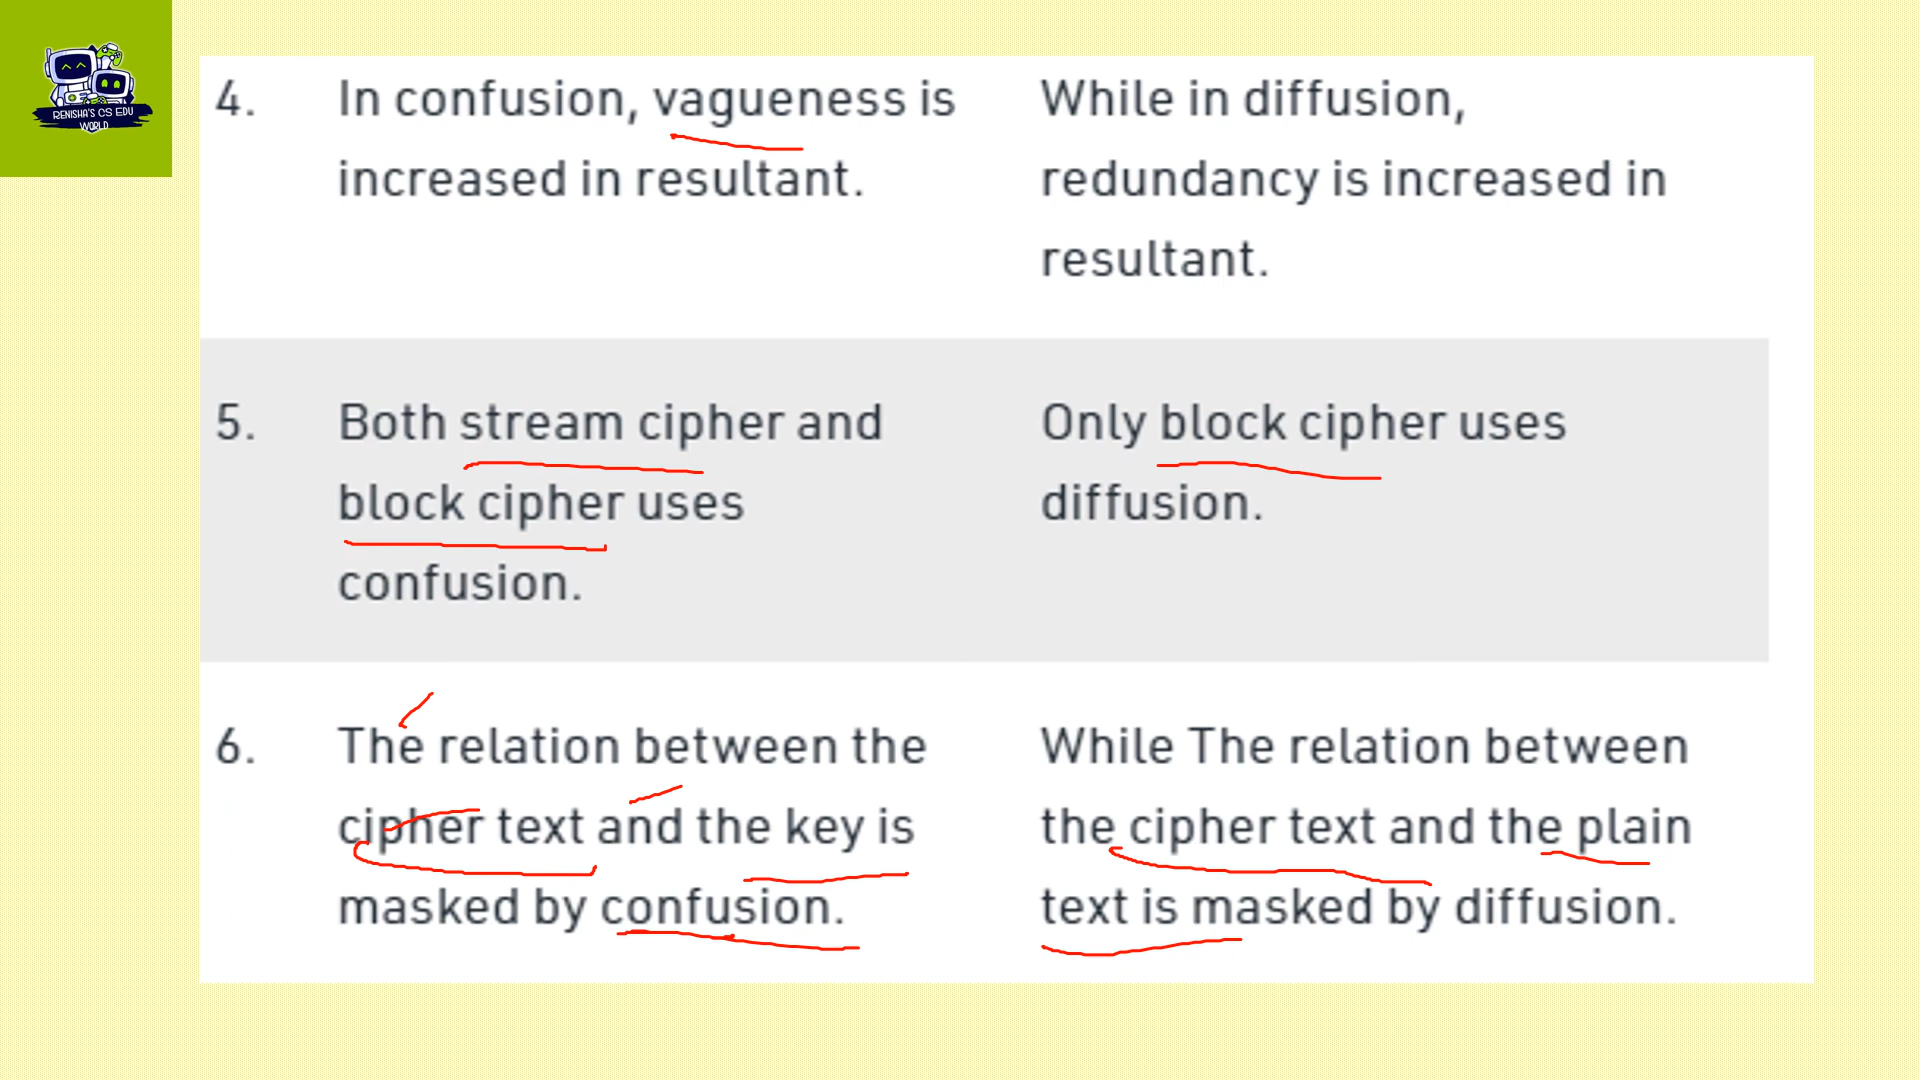 RENISHA'S CS EDU
WORLD
4. In confusion, vagueness is
increased in resultant.
While in diffusion,
redundancy is increased in
resultant.
5. Both stream cipher and
block cipher uses
confusion.
Only block cipher uses
diffusion.
6. The relation between the
cipher text and the key is
masked by confusion.
While The relation between
the cipher text and the plain
text is masked by diffusion.